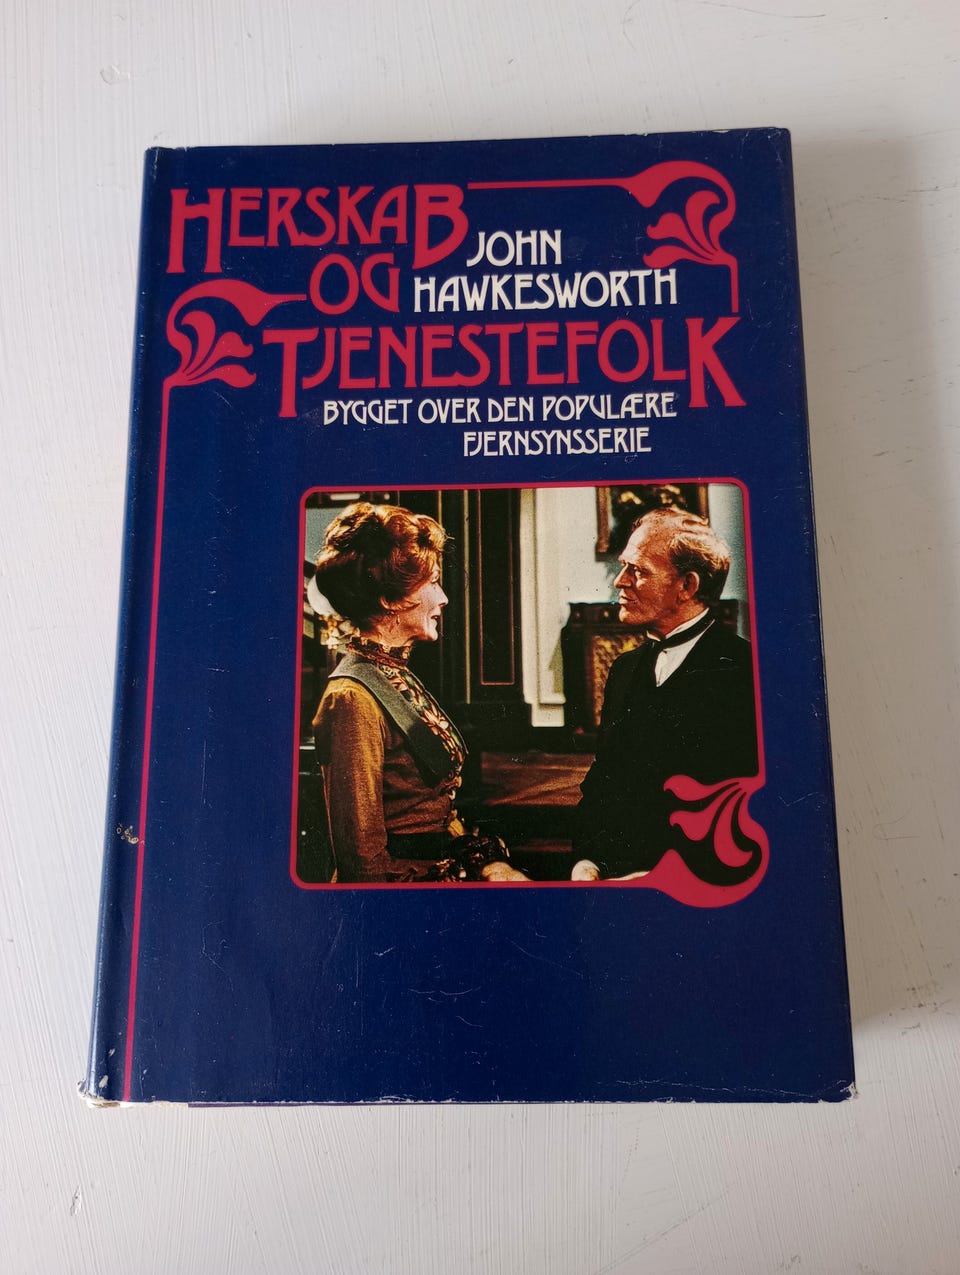 HERSKAB
OG
JOHN
HAWKESWORTH
TJENESTEFOLK
BYGGET OVER DEN POPULÆRE
FJERNSYNSSERIE